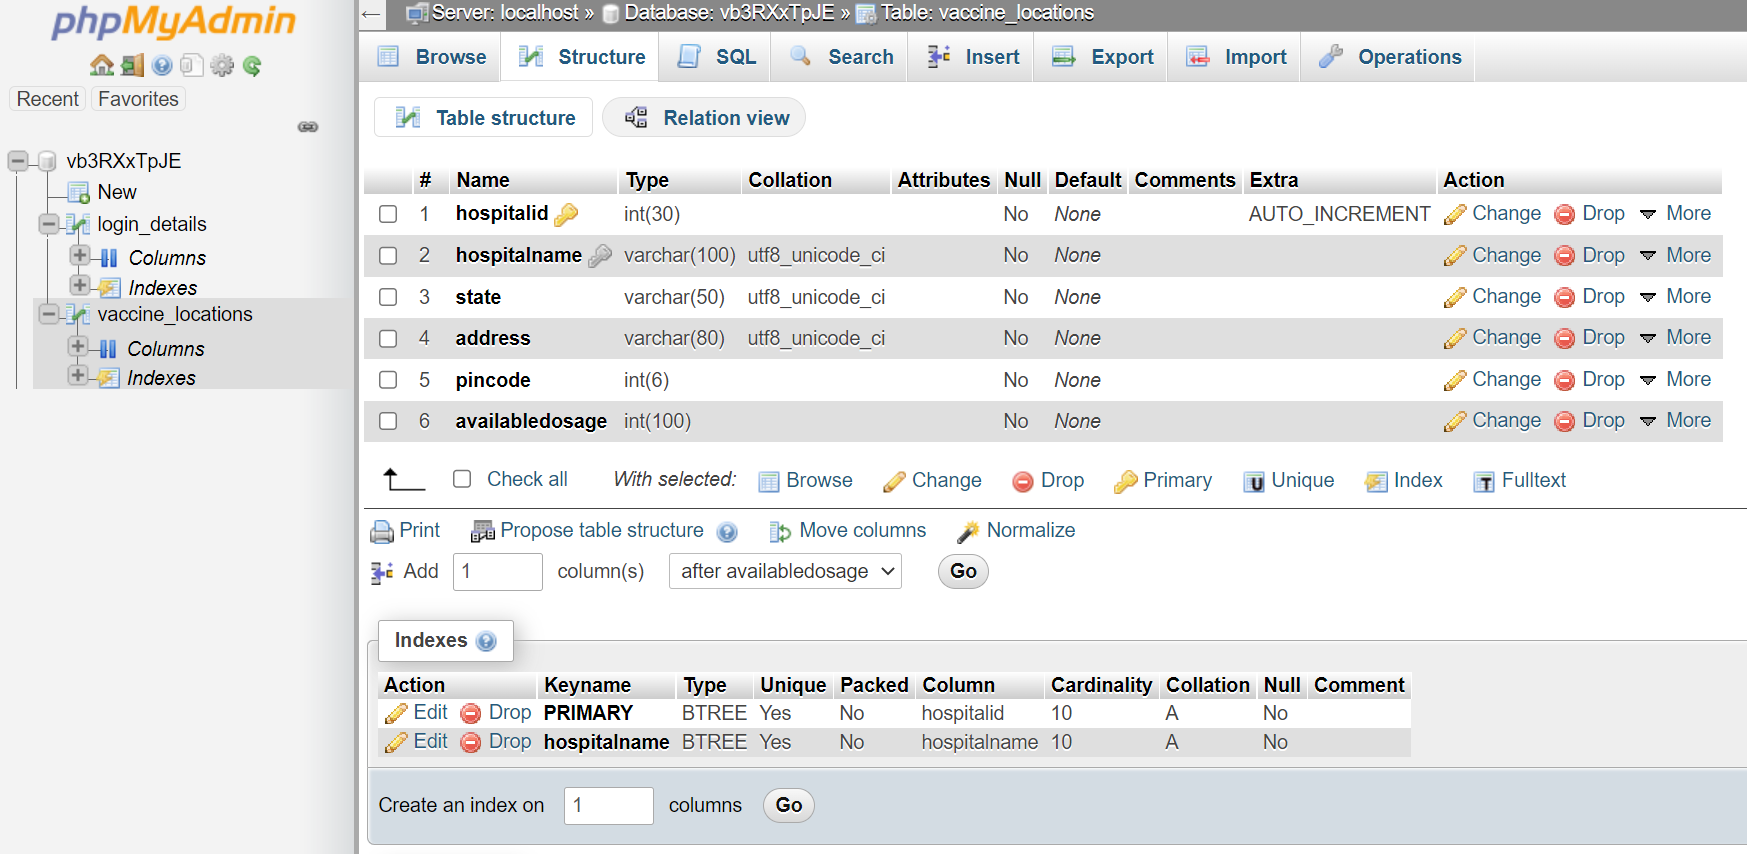 phpMyAdmin
Recent Favorites
vb3RXxTpJE
New
login_details
Columns
Indexes
vaccine_locations
Columns
Indexes
Server: localhost » Database: vb3RXxTpJE » Table: vaccine_locations
Browse Structure SQL Search Insert Export Import Operations
Table structure Relation view
# Name Type Collation Attributes Null Default Comments Extra Action
1 hospitalid int(30) No None AUTO_INCREMENT Change Drop More
2 hospitalname varchar(100) utf8_unicode_ci No None Change Drop More
3 state varchar(50) utf8_unicode_ci No None Change Drop More
4 address varchar(80) utf8_unicode_ci No None Change Drop More
5 pincode int(6) No None Change Drop More
6 availabledosage int(100) No None Change Drop More
Check all With selected: Browse Change Drop Primary Unique Index Fulltext
Print Propose table structure Move columns Normalize
Add 1 column(s) after availabledosage Go
Indexes
Action Keyname Type Unique Packed Column Cardinality Collation Null Comment
Edit Drop PRIMARY BTREE Yes No hospitalid 10 A No
Edit Drop hospitalname BTREE Yes No hospitalname 10 A No
Create an index on 1 columns Go